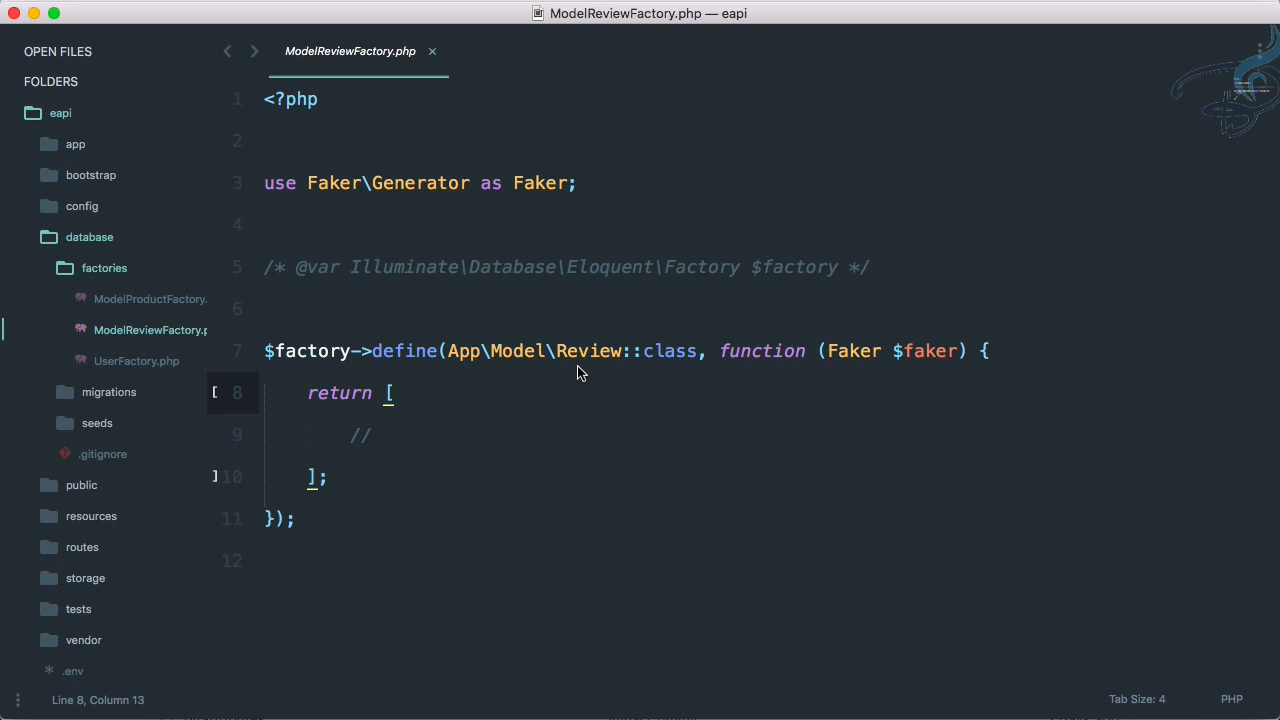 ModelReviewFactory.php — eapi
OPEN FILES
FOLDERS
eapi
app
bootstrap
config
database
factories
ModelProductFactory.
ModelReviewFactory.p
UserFactory.php
migrations
seeds
.gitignore
public
resources
routes
storage
tests
vendor
.env
ModelReviewFactory.php
1 <?php
2
3 use Faker\Generator as Faker;
4
5 /* @var Illuminate\Database\Eloquent\Factory $factory */
6
7 $factory->define(App\Model\Review::class, function (Faker $faker) {
[ 8 return [
9 //
] 10 ];
11 });
12
Line 8, Column 13
Tab Size: 4
PHP